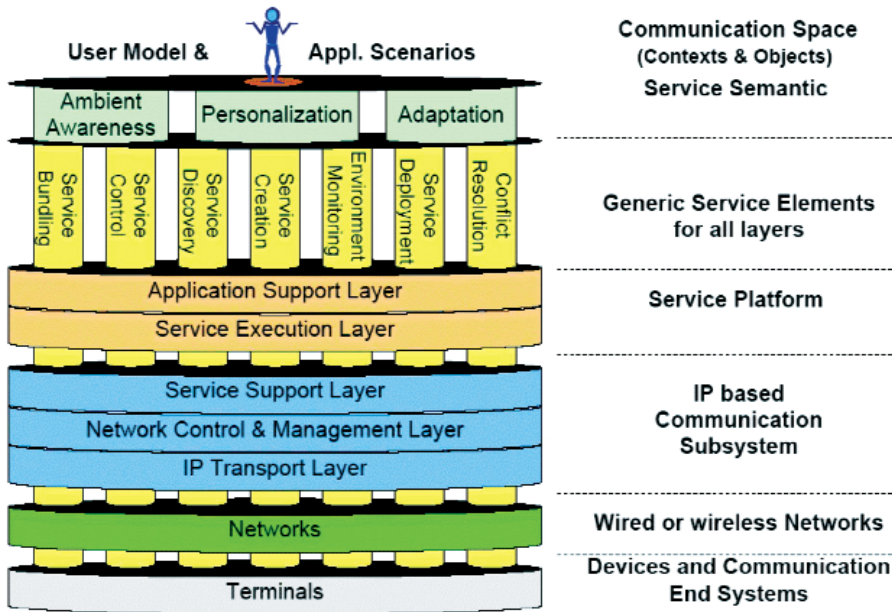 User Model & Appl. Scenarios
Communication Space
(Contexts & Objects)
Service Semantic
Ambient
Awareness
Personalization
Adaptation
Service
Bundling
Service
Control
Service
Discovery
Service
Creation
Environment
Monitoring
Service
Deployment
Conflict
Resolution
Generic Service Elements
for all layers
Application Support Layer
Service Execution Layer
Service Platform
Service Support Layer
Network Control & Management Layer
IP Transport Layer
IP based
Communication
Subsystem
Networks
Wired or wireless Networks
Terminals
Devices and Communication
End Systems